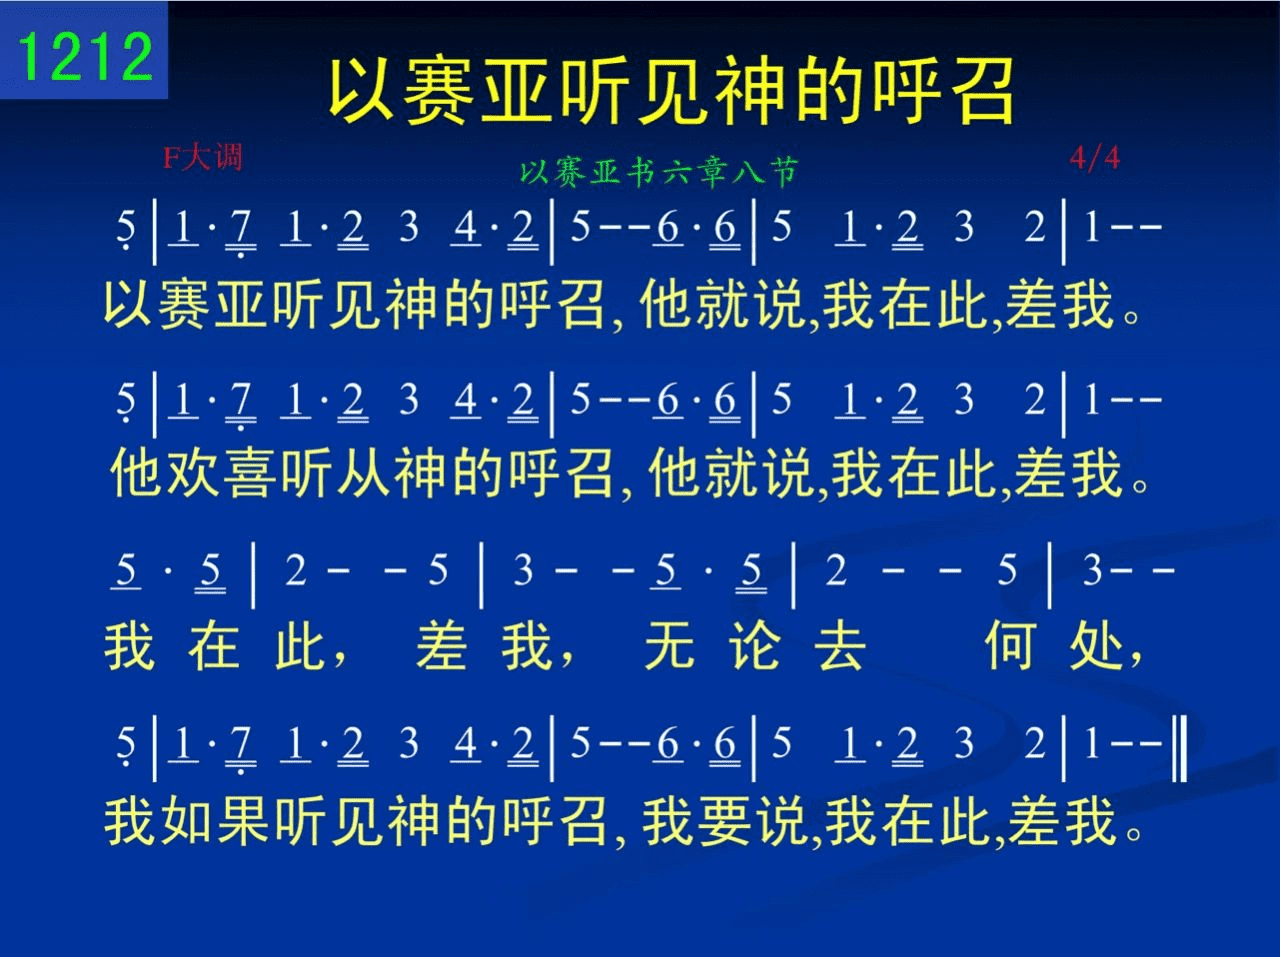 1212
以赛亚听见神的呼召
F大调 以赛亚书六章八节 4/4
5̣ | 1 · 7̣ 1 · 2 3 4 · 2 | 5 - - 6 · 6 | 5 1 · 2 3 2 | 1 - -
以赛亚听见神的呼召, 他就说,我在此,差我。
5̣ | 1 · 7̣ 1 · 2 3 4 · 2 | 5 - - 6 · 6 | 5 1 · 2 3 2 | 1 - -
他欢喜听从神的呼召, 他就说,我在此,差我。
5 · 5 | 2 - - 5 | 3 - - 5 · 5 | 2 - - 5 | 3 - -
我 在 此， 差 我， 无 论 去 何 处，
5̣ | 1 · 7̣ 1 · 2 3 4 · 2 | 5 - - 6 · 6 | 5 1 · 2 3 2 | 1 - - ‖
我如果听见神的呼召, 我要说,我在此,差我。